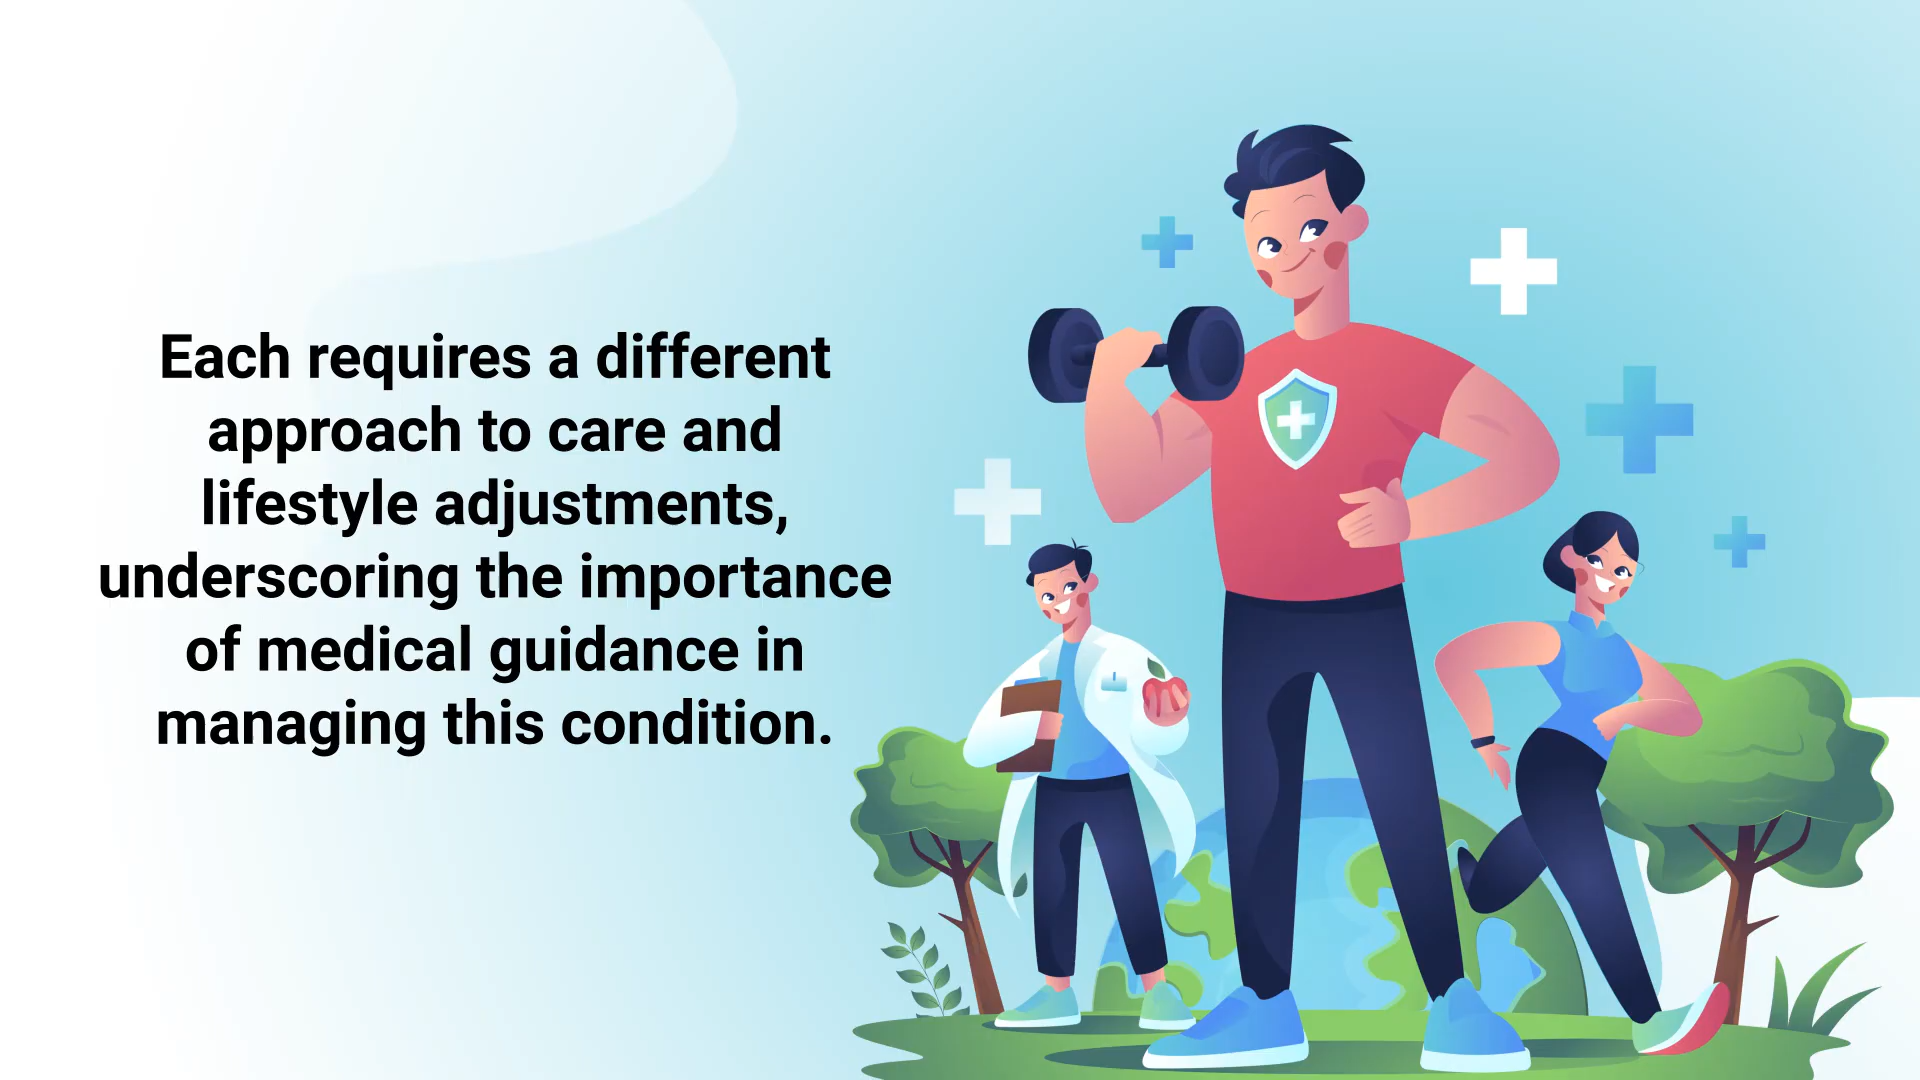 Each requires a different
approach to care and
lifestyle adjustments,
underscoring the importance
of medical guidance in
managing this condition.